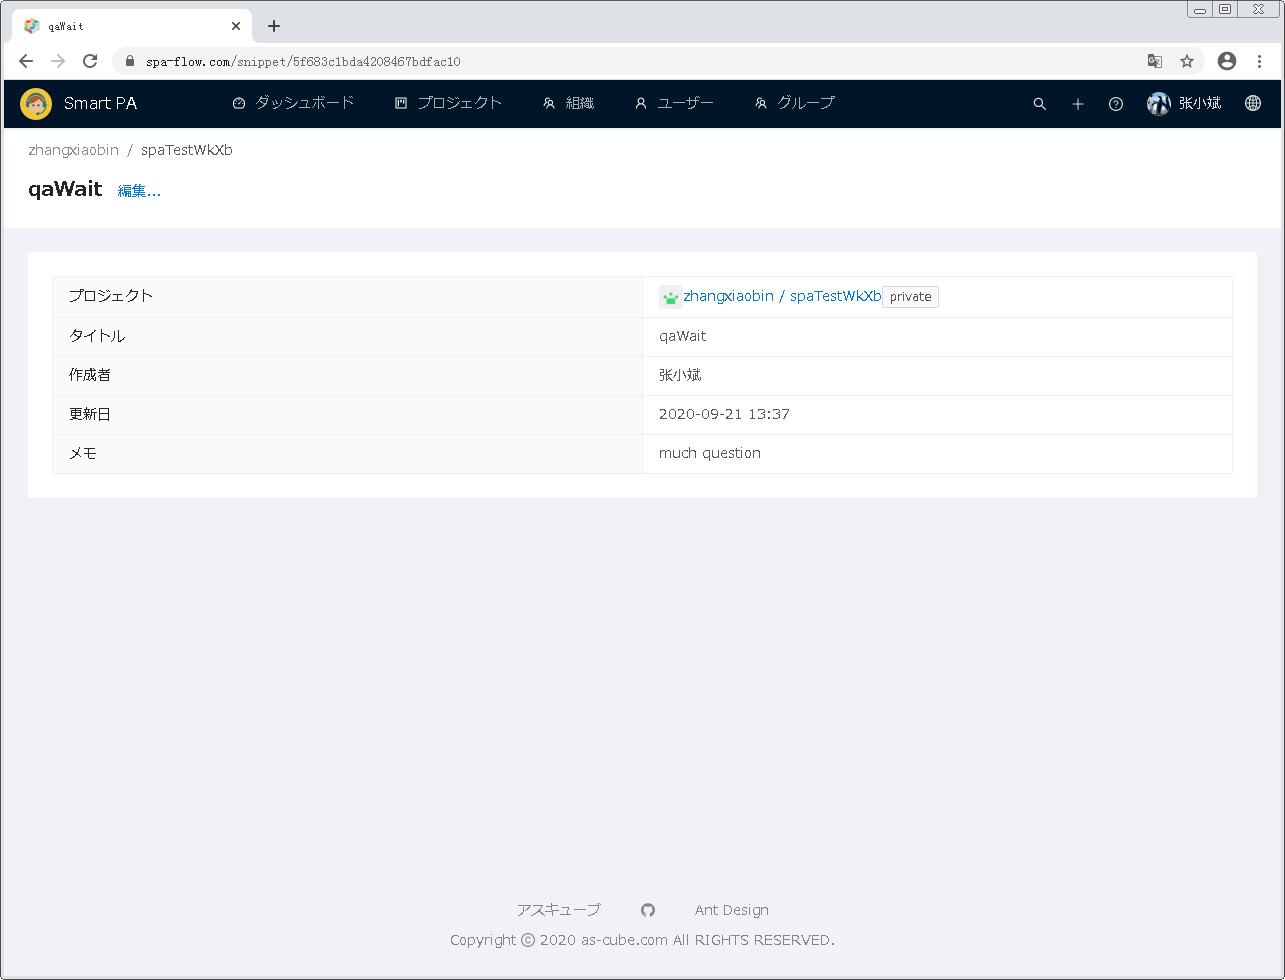 qaWait
spa-flow.com/snippet/5f683c1bda4208467bdfac10
Smart PA ダッシュボード プロジェクト 組織 ユーザー グループ 张小斌
zhangxiaobin / spaTestWkXb
qaWait 編集...
プロジェクト zhangxiaobin / spaTestWkXb private
タイトル qaWait
作成者 张小斌
更新日 2020-09-21 13:37
メモ much question
アスキューブ Ant Design
Copyright © 2020 as-cube.com All RIGHTS RESERVED.